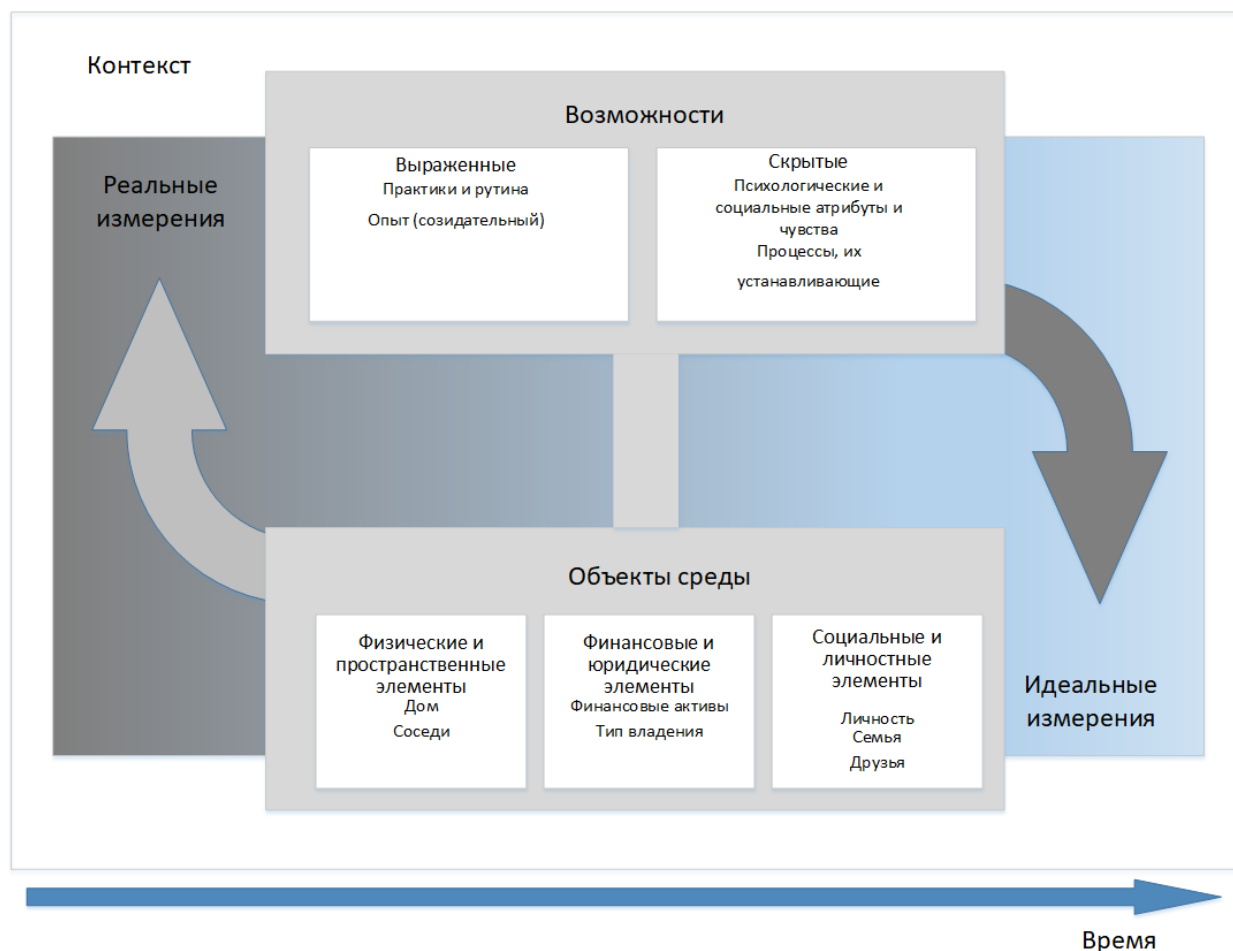 Контекст
Возможности
Реальные
измерения
Выраженные
Практики и рутина
Опыт (созидательный)
Скрытые
Психологические и
социальные атрибуты и
чувства
Процессы, их
устанавливающие
Объекты среды
Физические и
пространственные
элементы
Дом
Соседи
Финансовые и
юридические
элементы
Финансовые активы
Тип владения
Социальные и
личностные
элементы
Личность
Семья
Друзья
Идеальные
измерения
Время